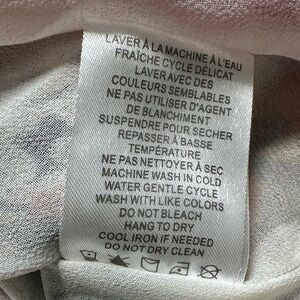 LAVER À LA MACHINE À L'EAU
FRAÎCHE CYCLE DÉLICAT
LAVER AVEC DES
COULEURS SEMBLABLES
NE PAS UTILISER D'AGENT
DE BLANCHIMENT
SUSPENDRE POUR SECHER
REPASSER À BASSE
TEMPÉRATURE
NE PAS NETTOYER À SEC
MACHINE WASH IN COLD
WATER GENTLE CYCLE
WASH WITH LIKE COLORS
DO NOT BLEACH
HANG TO DRY
COOL IRON IF NEEDED
DO NOT DRY CLEAN